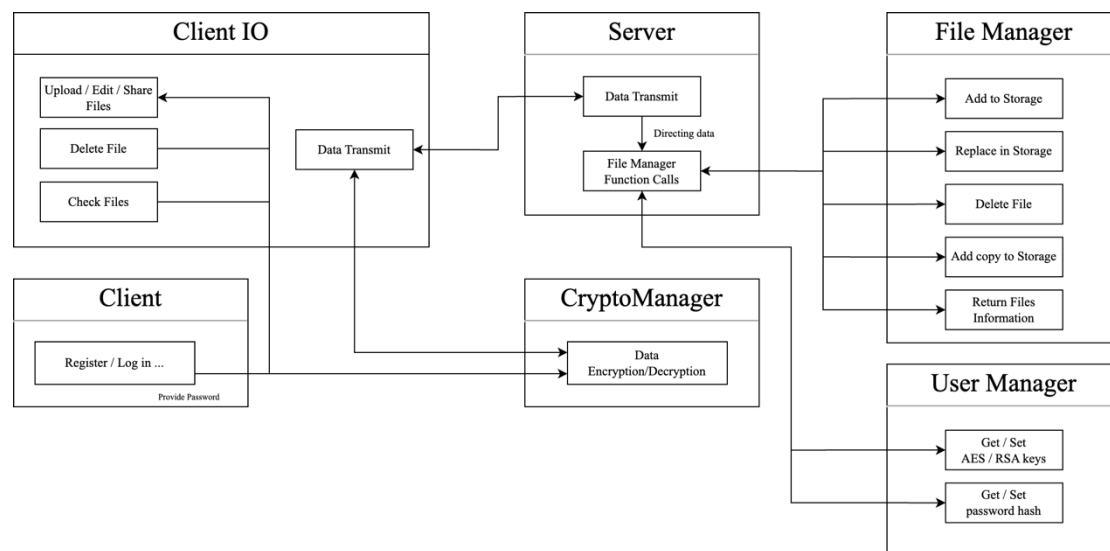 Client IO
Upload / Edit / Share
Files
Delete File
Check Files
Data Transmit
Server
Data Transmit
Directing data
File Manager
Function Calls
File Manager
Add to Storage
Replace in Storage
Delete File
Add copy to Storage
Return Files
Information
Client
Register / Log in ...
Provide Password
CryptoManager
Data
Encryption/Decryption
User Manager
Get / Set
AES / RSA keys
Get / Set
password hash